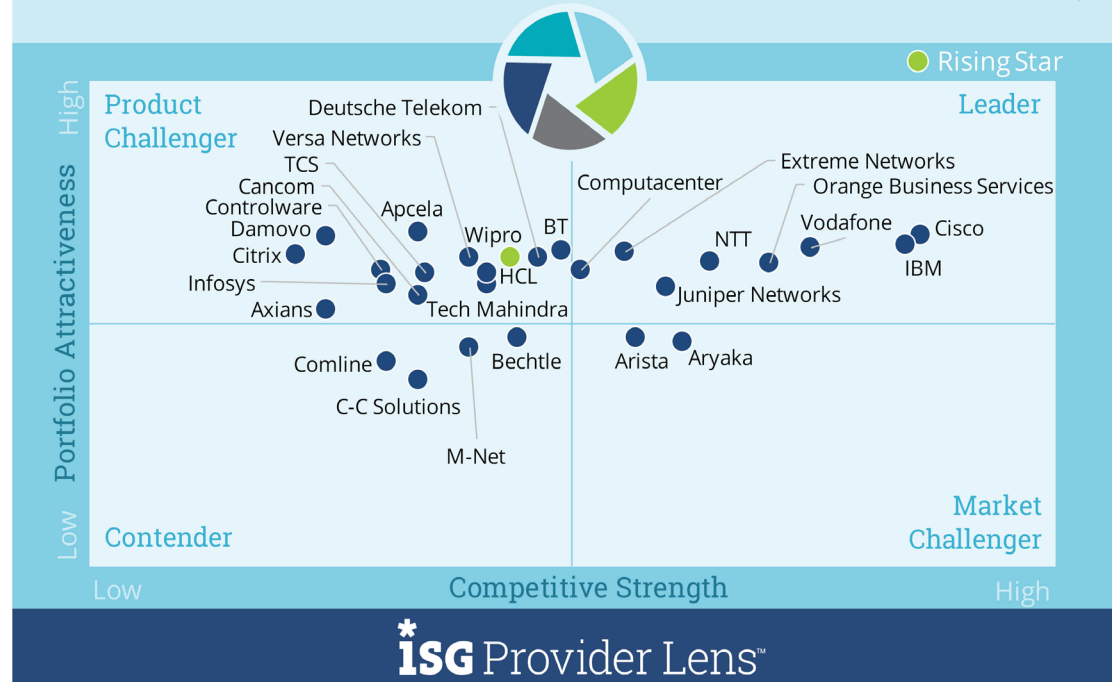 Rising Star
High
Product
Challenger
Leader
Deutsche Telekom
Versa Networks
TCS
Cancom
Controlware
Damovo
Citrix
Infosys
Axians
Apcela
Wipro
BT
HCL
Tech Mahindra
Computacenter
Extreme Networks
Orange Business Services
Vodafone
Cisco
IBM
NTT
Juniper Networks
Portfolio Attractiveness
Comline
C-C Solutions
M-Net
Bechtle
Arista
Aryaka
Low
Contender
Market
Challenger
Low
Competitive Strength
High
ISG Provider Lens™